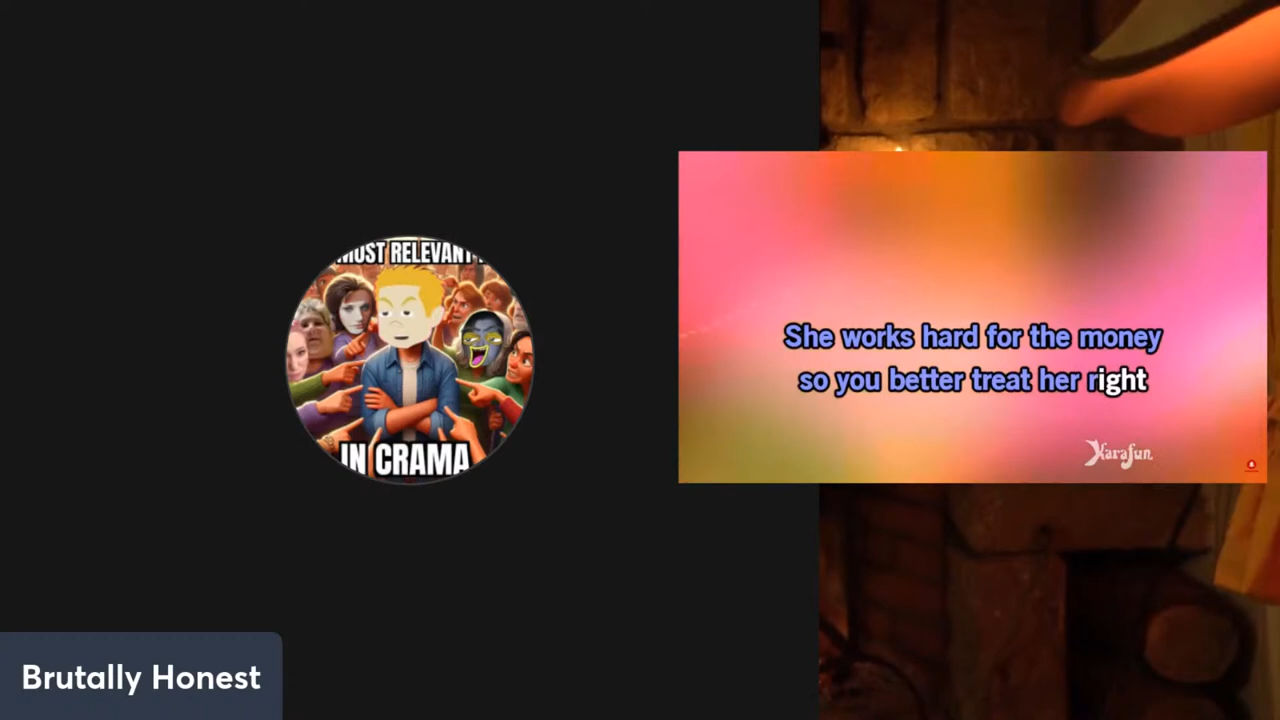 MOST RELEVANT
IN CRAMA
She works hard for the money
so you better treat her right
KaraFun
Brutally Honest